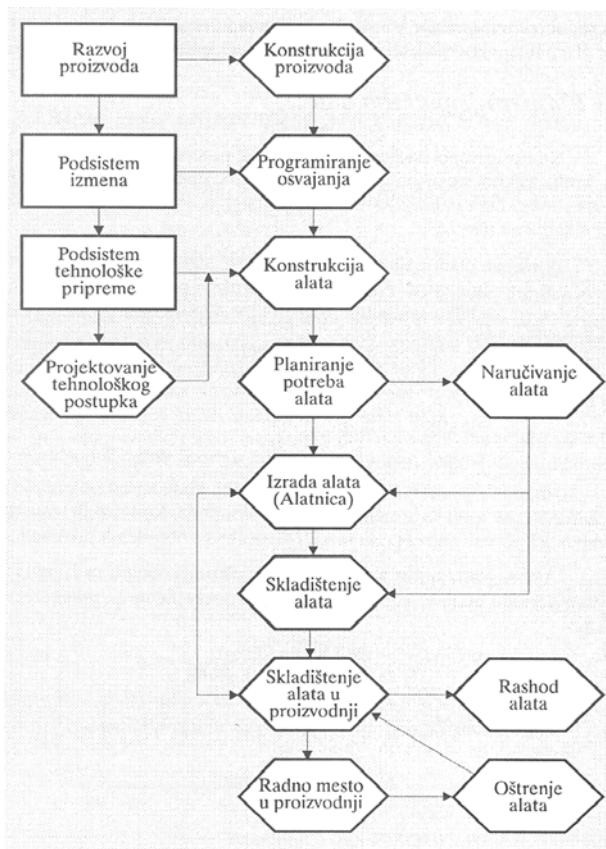 Razvoj
proizvoda
Konstrukcija
proizvoda
Podsistem
izmena
Programiranje
osvajanja
Podsistem
tehnološke
pripreme
Konstrukcija
alata
Projektovanje
tehnološkog
postupka
Planiranje
potreba
alata
Naručivanje
alata
Izrada alata
(Alatnica)
Skladištenje
alata
Skladištenje
alata u
proizvodnji
Rashod
alata
Radno mesto
u proizvodnji
Oštrenje
alata